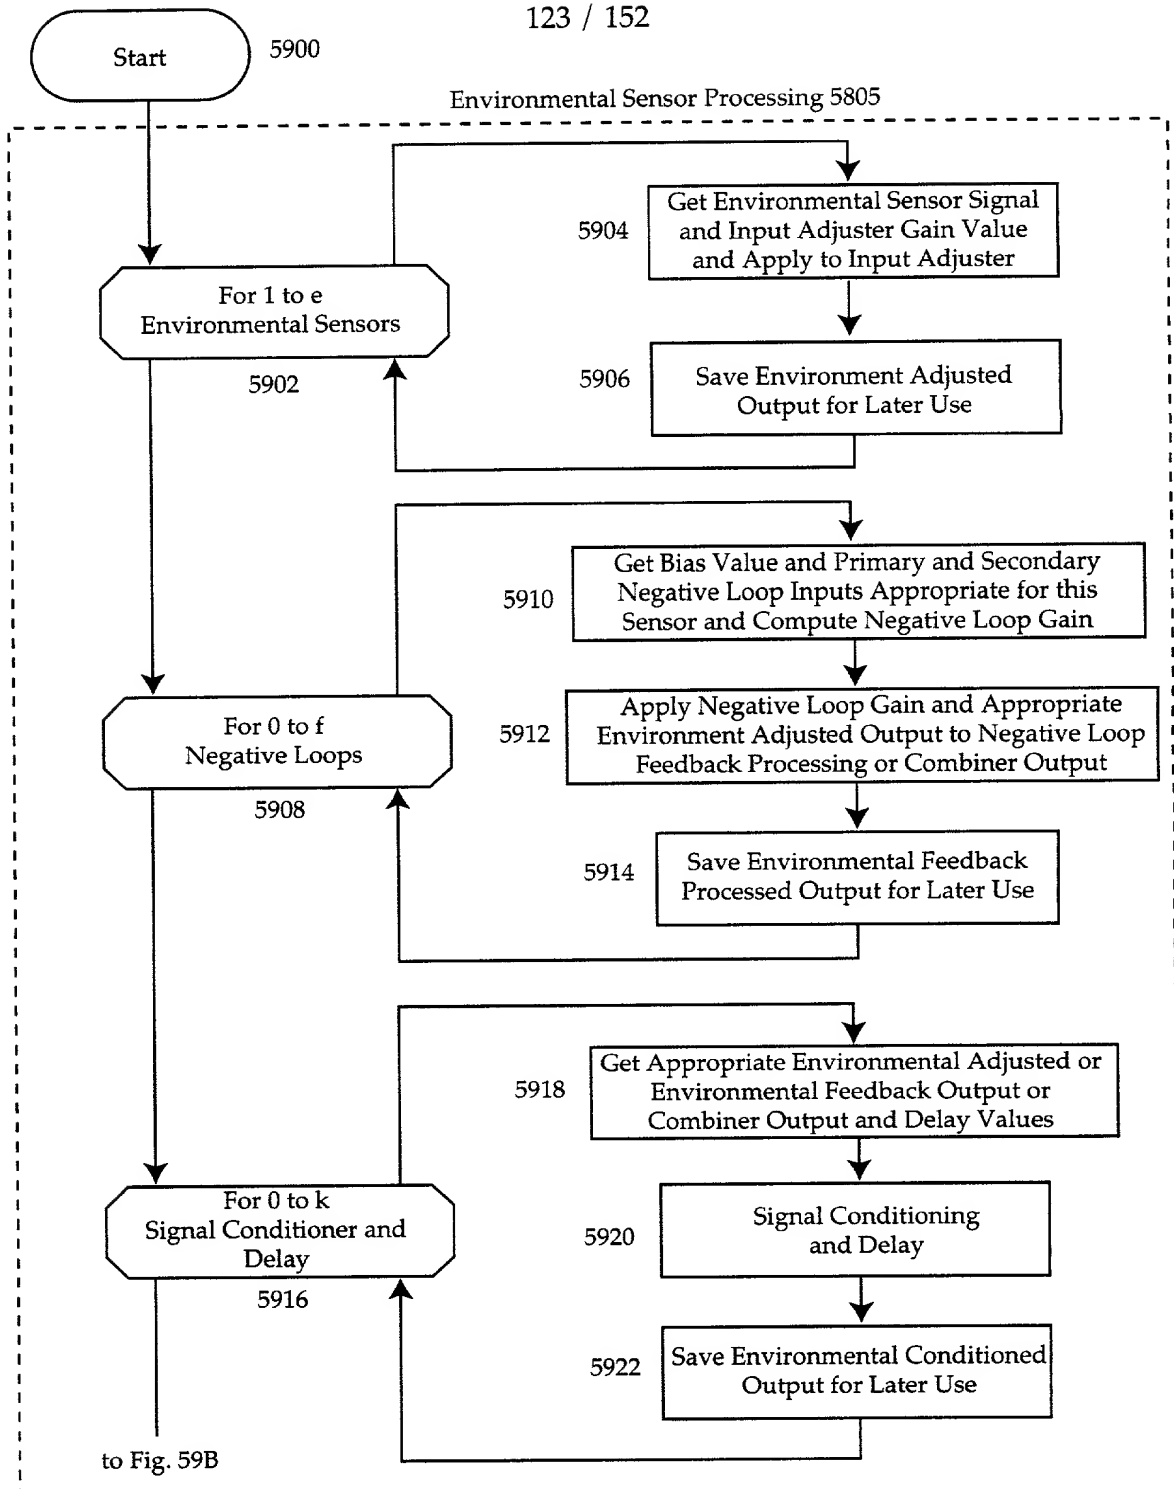 123 / 152
Start
5900
Environmental Sensor Processing 5805
Get Environmental Sensor Signal
and Input Adjuster Gain Value
and Apply to Input Adjuster
5904
For 1 to e
Environmental Sensors
5902
5906
Save Environment Adjusted
Output for Later Use
Get Bias Value and Primary and Secondary
Negative Loop Inputs Appropriate for this
Sensor and Compute Negative Loop Gain
5910
For 0 to f
Negative Loops
5908
Apply Negative Loop Gain and Appropriate
Environment Adjusted Output to Negative Loop
Feedback Processing or Combiner Output
5912
5914
Save Environmental Feedback
Processed Output for Later Use
Get Appropriate Environmental Adjusted or
Environmental Feedback Output or
Combiner Output and Delay Values
5918
For 0 to k
Signal Conditioner and
Delay
5916
5920
Signal Conditioning
and Delay
5922
Save Environmental Conditioned
Output for Later Use
to Fig. 59B